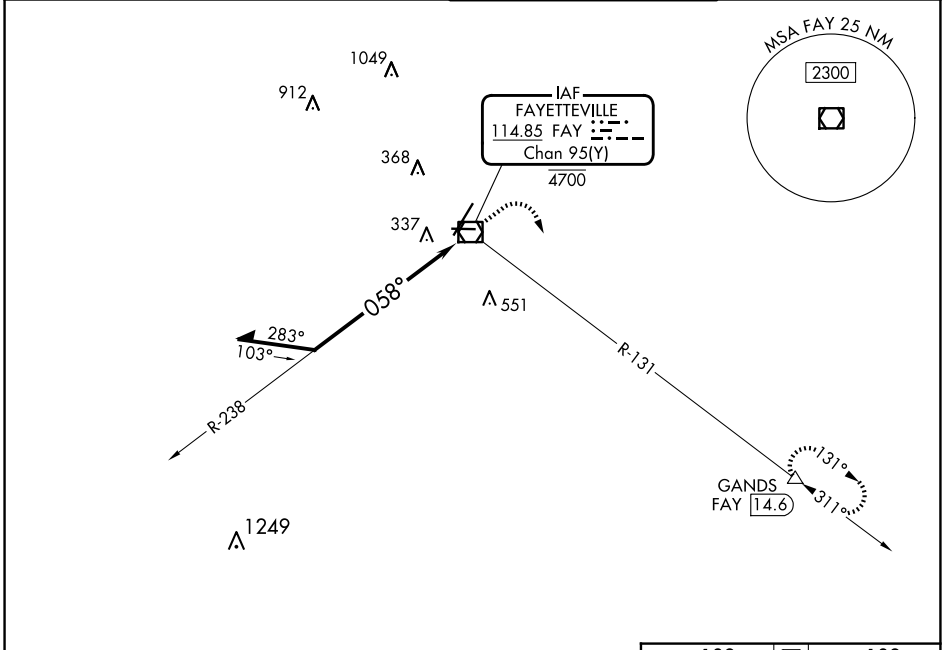 MSA FAY 25 NM
2300
1049
912
IAF
FAYETTEVILLE
114.85 FAY
Chan 95(Y)
4700
368
337
551
058°
283°
103°
R-238
R-131
131°
311°
GANDS
FAY 14.6
1249